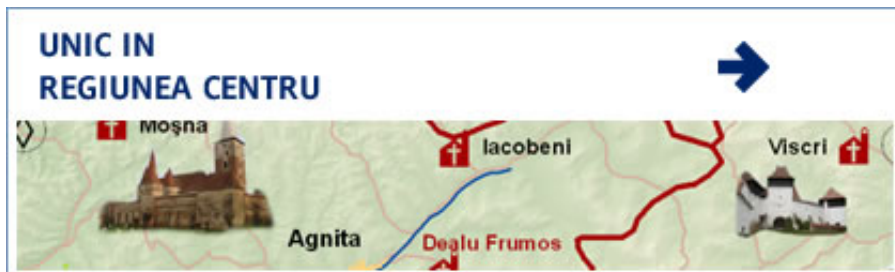 UNIC IN
REGIUNEA CENTRU
Moşna
Iacobeni
Viscri
Agnita
Dealu Frumos